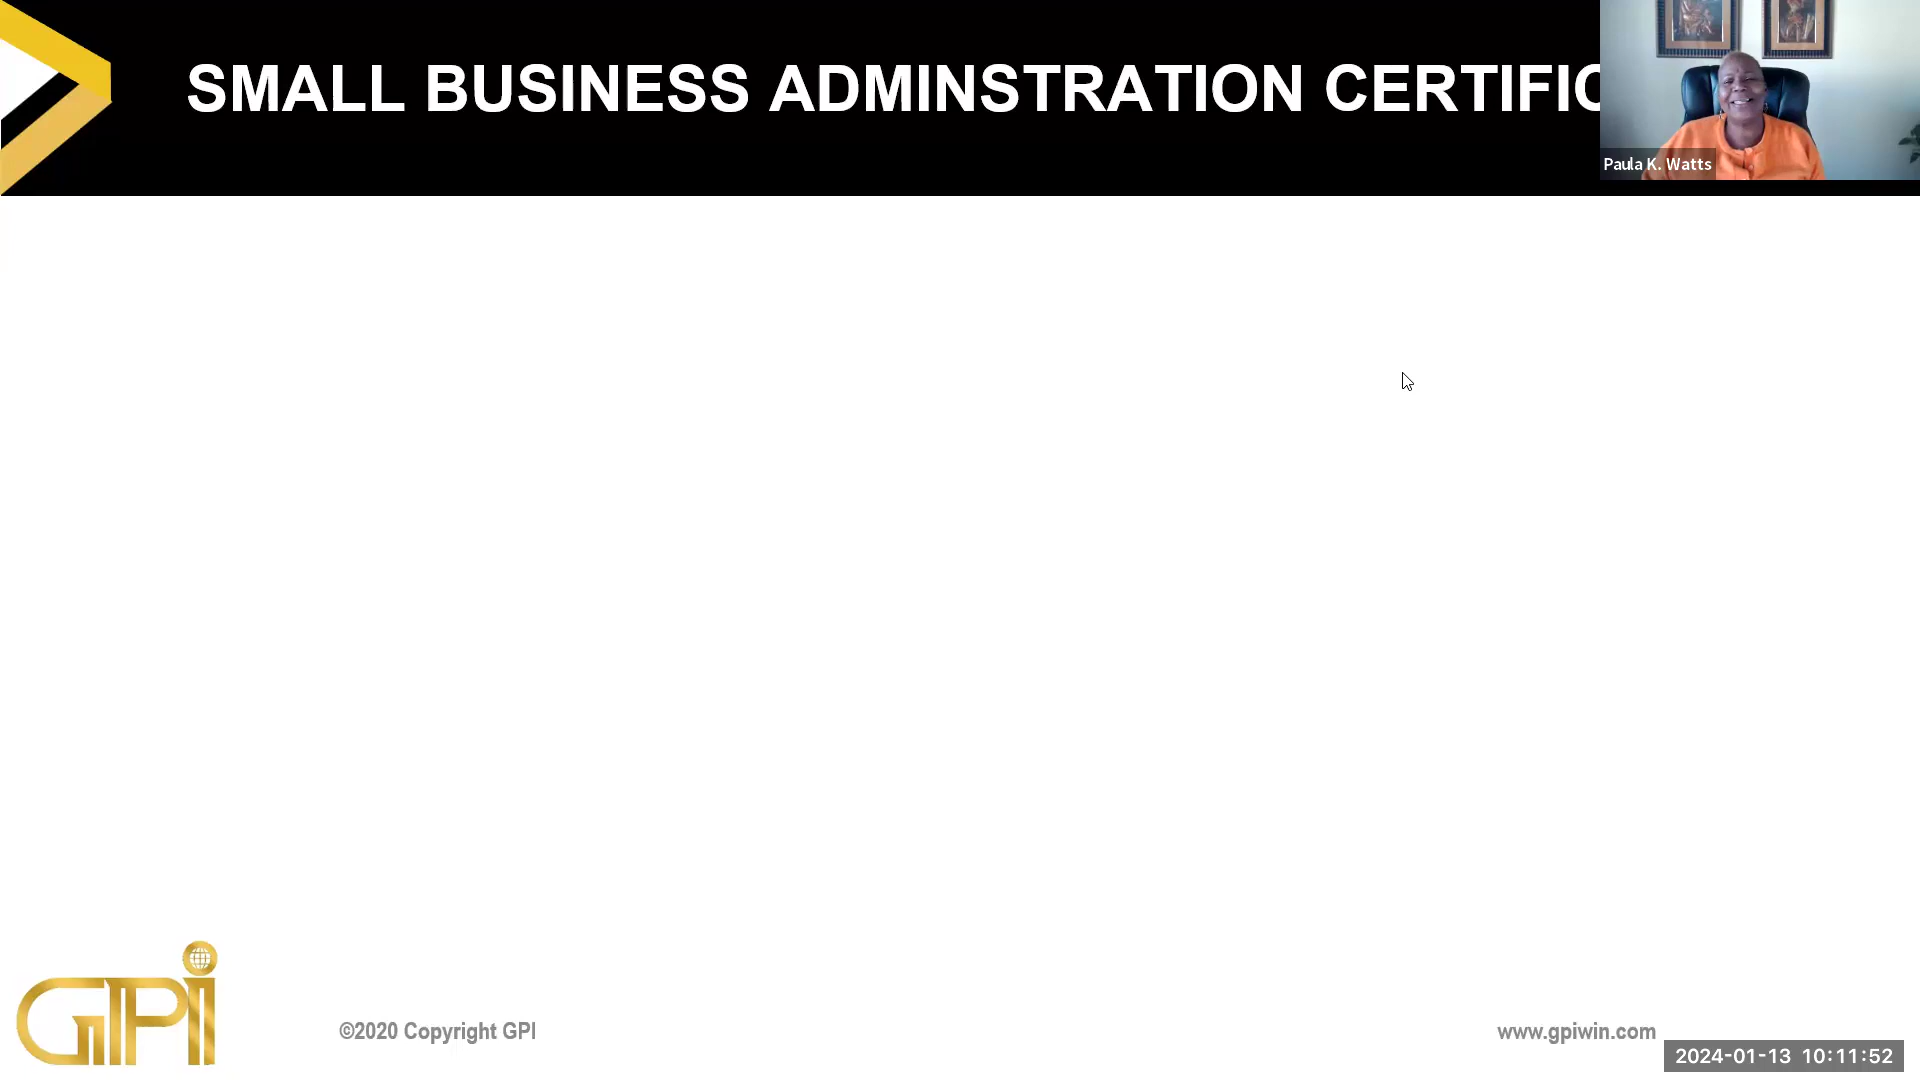 SMALL BUSINESS ADMINSTRATION CERTIFIC
Paula K. Watts
GPI
©2020 Copyright GPI
www.gpiwin.com
2024-01-13 10:11:52